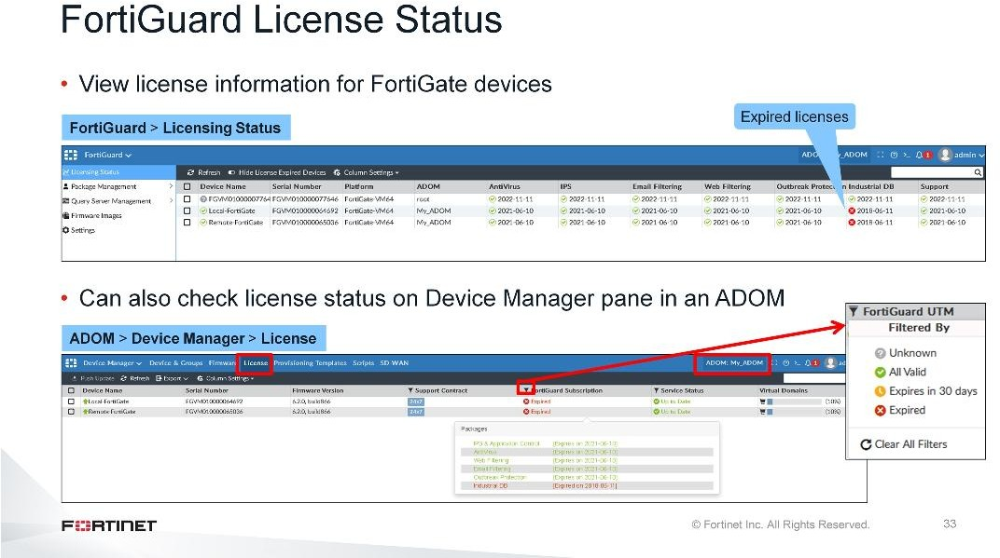 FortiGuard License Status
• View license information for FortiGate devices
FortiGuard > Licensing Status
Expired licenses
FortiGuard
ADO _ADOM 1 admin
Licensing Status
Refresh Hide License Expired Devices Column Settings
Package Management
Query Server Management
Firmware Images
Settings
Device Name Serial Number Platform ADOM AntiVirus IPS Email Filtering Web Filtering Outbreak Protection Industrial DB Support
FGVM01000007764 FGVM010000077646 FortiGate-VM64 root 2022-11-11 2022-11-11 2022-11-11 2022-11-11 2022-11-11 2022-11-11 2022-11-11
Local-FortiGate FGVM010000064692 FortiGate-VM64 My_ADOM 2021-06-10 2021-06-10 2021-06-10 2021-06-10 2021-06-10 2018-06-11 2021-06-10
Remote-FortiGate FGVM010000065036 FortiGate-VM64 My_ADOM 2021-06-10 2021-06-10 2021-06-10 2021-06-10 2021-06-10 2018-06-11 2021-06-10
• Can also check license status on Device Manager pane in an ADOM
ADOM > Device Manager > License
Device Manager Device & Groups Firmware License Provisioning Templates Scripts SD-WAN ADOM: My_ADOM 1 ad
Push Update Refresh Export Column Settings
Device Name Serial Number Firmware Version Support Contract FortiGuard Subscription Service Status Virtual Domains
Local-FortiGate FGVM010000064692 6.2.0, build866 24x7 Expired Up to Date (10%)
Remote-FortiGate FGVM010000065036 6.2.0, build866 24x7 Expired Up to Date (10%)
Packages
IPS & Application Control (Expires on 2021-06-10)
AntiVirus (Expires on 2021-06-10)
Web Filtering (Expires on 2021-06-10)
Email Filtering (Expires on 2021-06-10)
Outbreak Protection (Expires on 2021-06-10)
Industrial DB (Expired on 2018-06-11)
FortiGuard UTM
Filtered By
Unknown
All Valid
Expires in 30 days
Expired
Clear All Filters
FORTINET
© Fortinet Inc. All Rights Reserved.
33